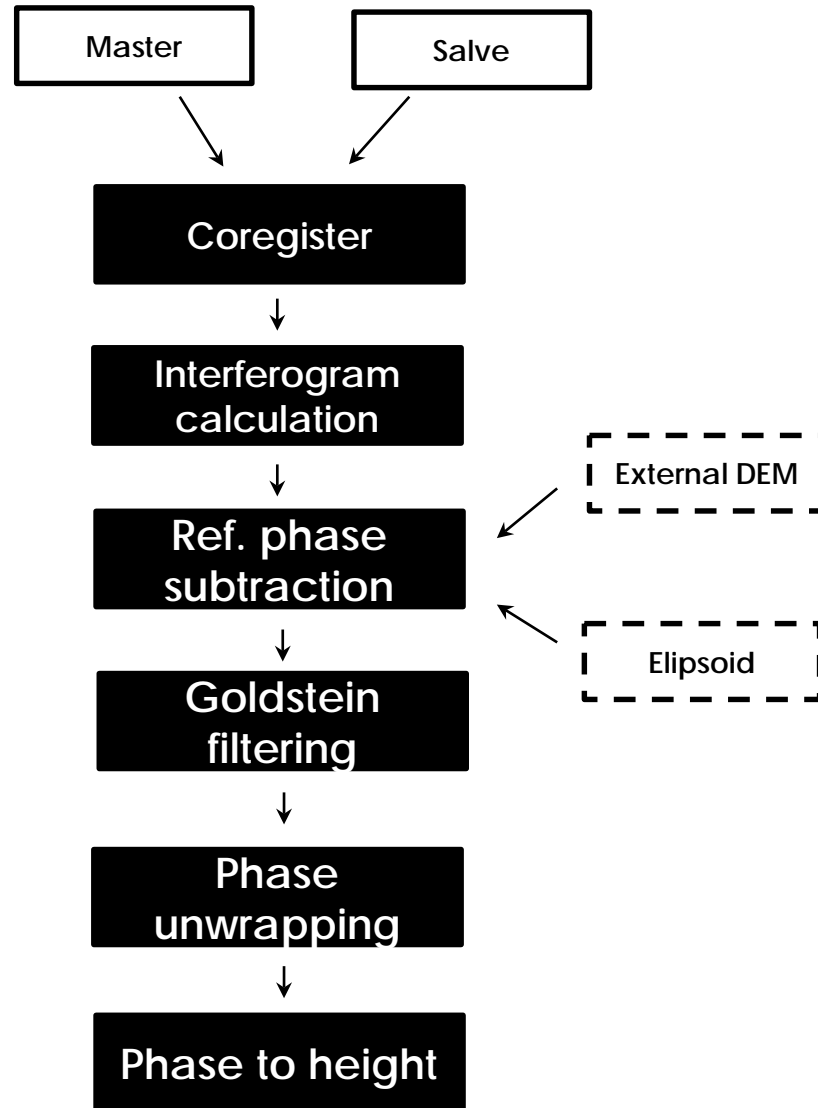 Master
Salve
Coregister
Interferogram
calculation
External DEM
Ref. phase
subtraction
Elipsoid
Goldstein
filtering
Phase
unwrapping
Phase to height